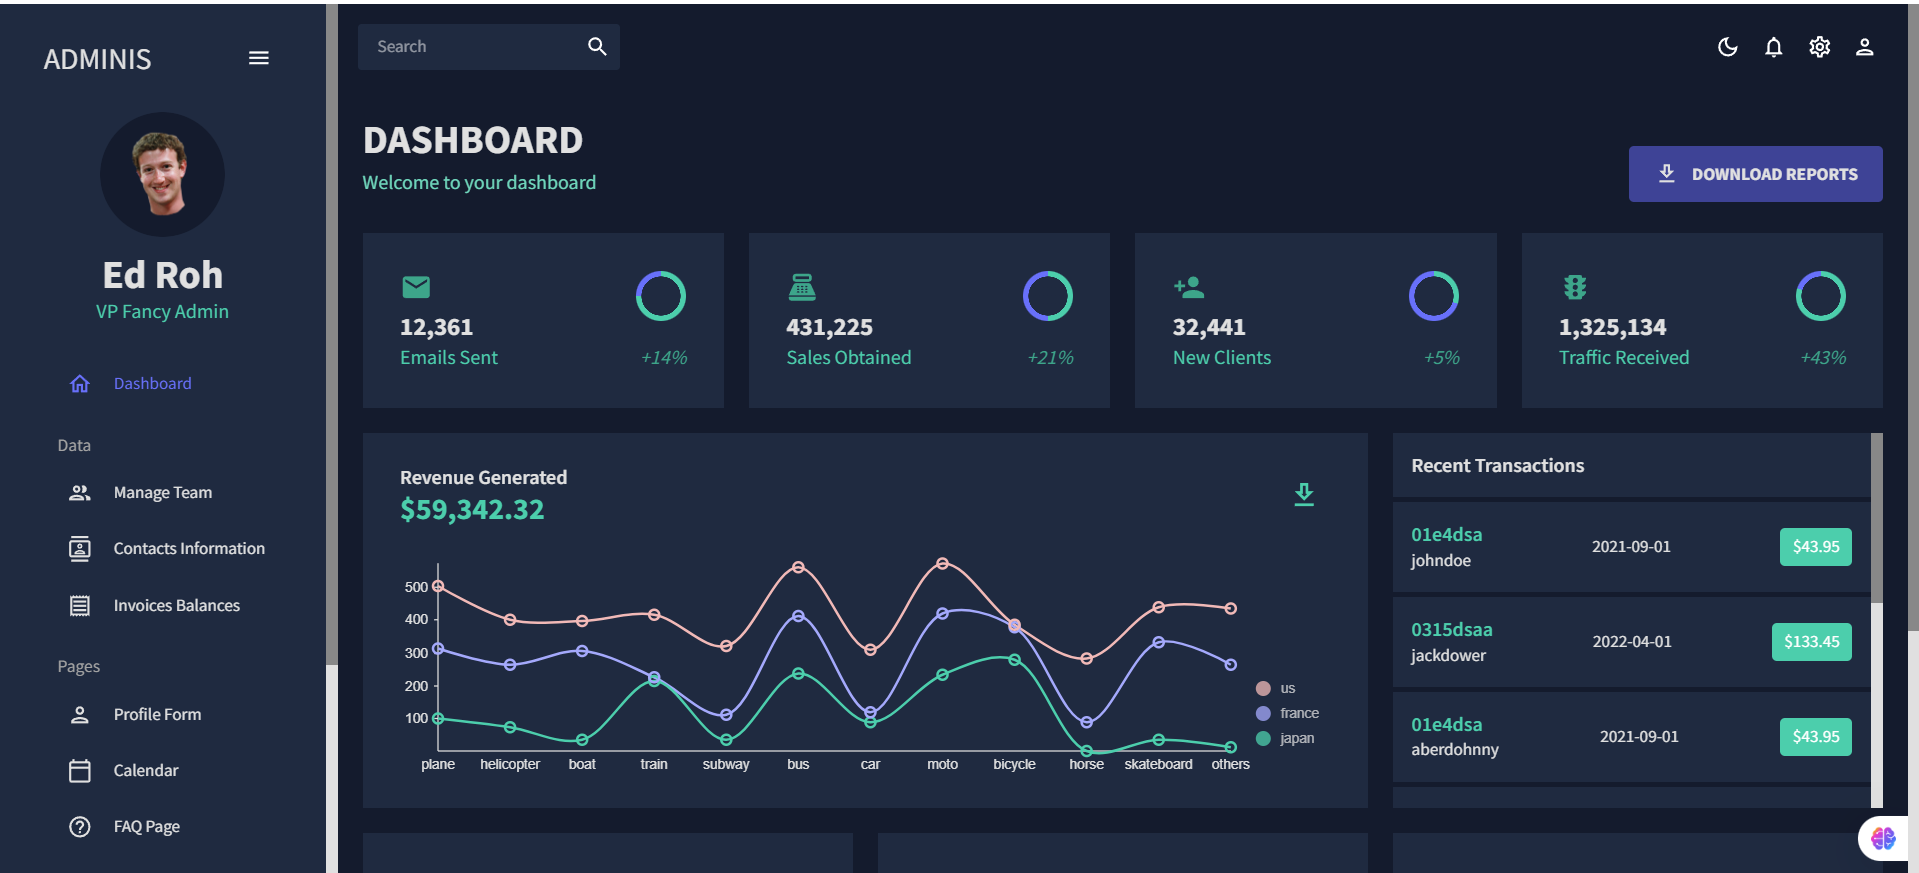 ADMINIS
Search
Ed Roh
VP Fancy Admin
Dashboard
Data
Manage Team
Contacts Information
Invoices Balances
Pages
Profile Form
Calendar
FAQ Page
DASHBOARD
Welcome to your dashboard
DOWNLOAD REPORTS
12,361
Emails Sent
+14%
431,225
Sales Obtained
+21%
32,441
New Clients
+5%
1,325,134
Traffic Received
+43%
Revenue Generated
$59,342.32
500
400
300
200
100
plane helicopter boat train subway bus car moto bicycle horse skateboard others
us
france
japan
Recent Transactions
01e4dsa
johndoe
2021-09-01
$43.95
0315dsaa
jackdower
2022-04-01
$133.45
01e4dsa
aberdohnny
2021-09-01
$43.95